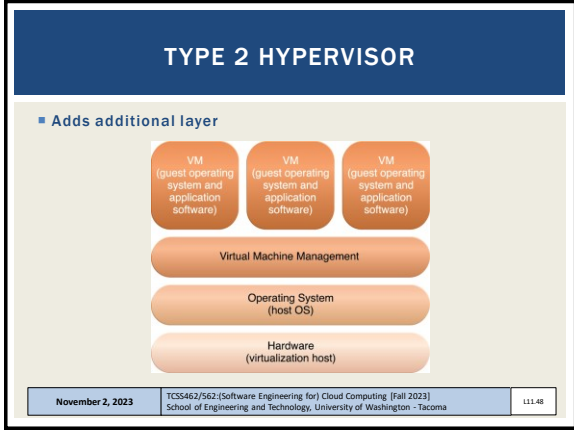 TYPE 2 HYPERVISOR
▪ Adds additional layer
VM
(guest operating
system and
application
software)
VM
(guest operating
system and
application
software)
VM
(guest operating
system and
application
software)
Virtual Machine Management
Operating System
(host OS)
Hardware
(virtualization host)
November 2, 2023
TCSS462/562:(Software Engineering for) Cloud Computing [Fall 2023]
School of Engineering and Technology, University of Washington - Tacoma
L11.48